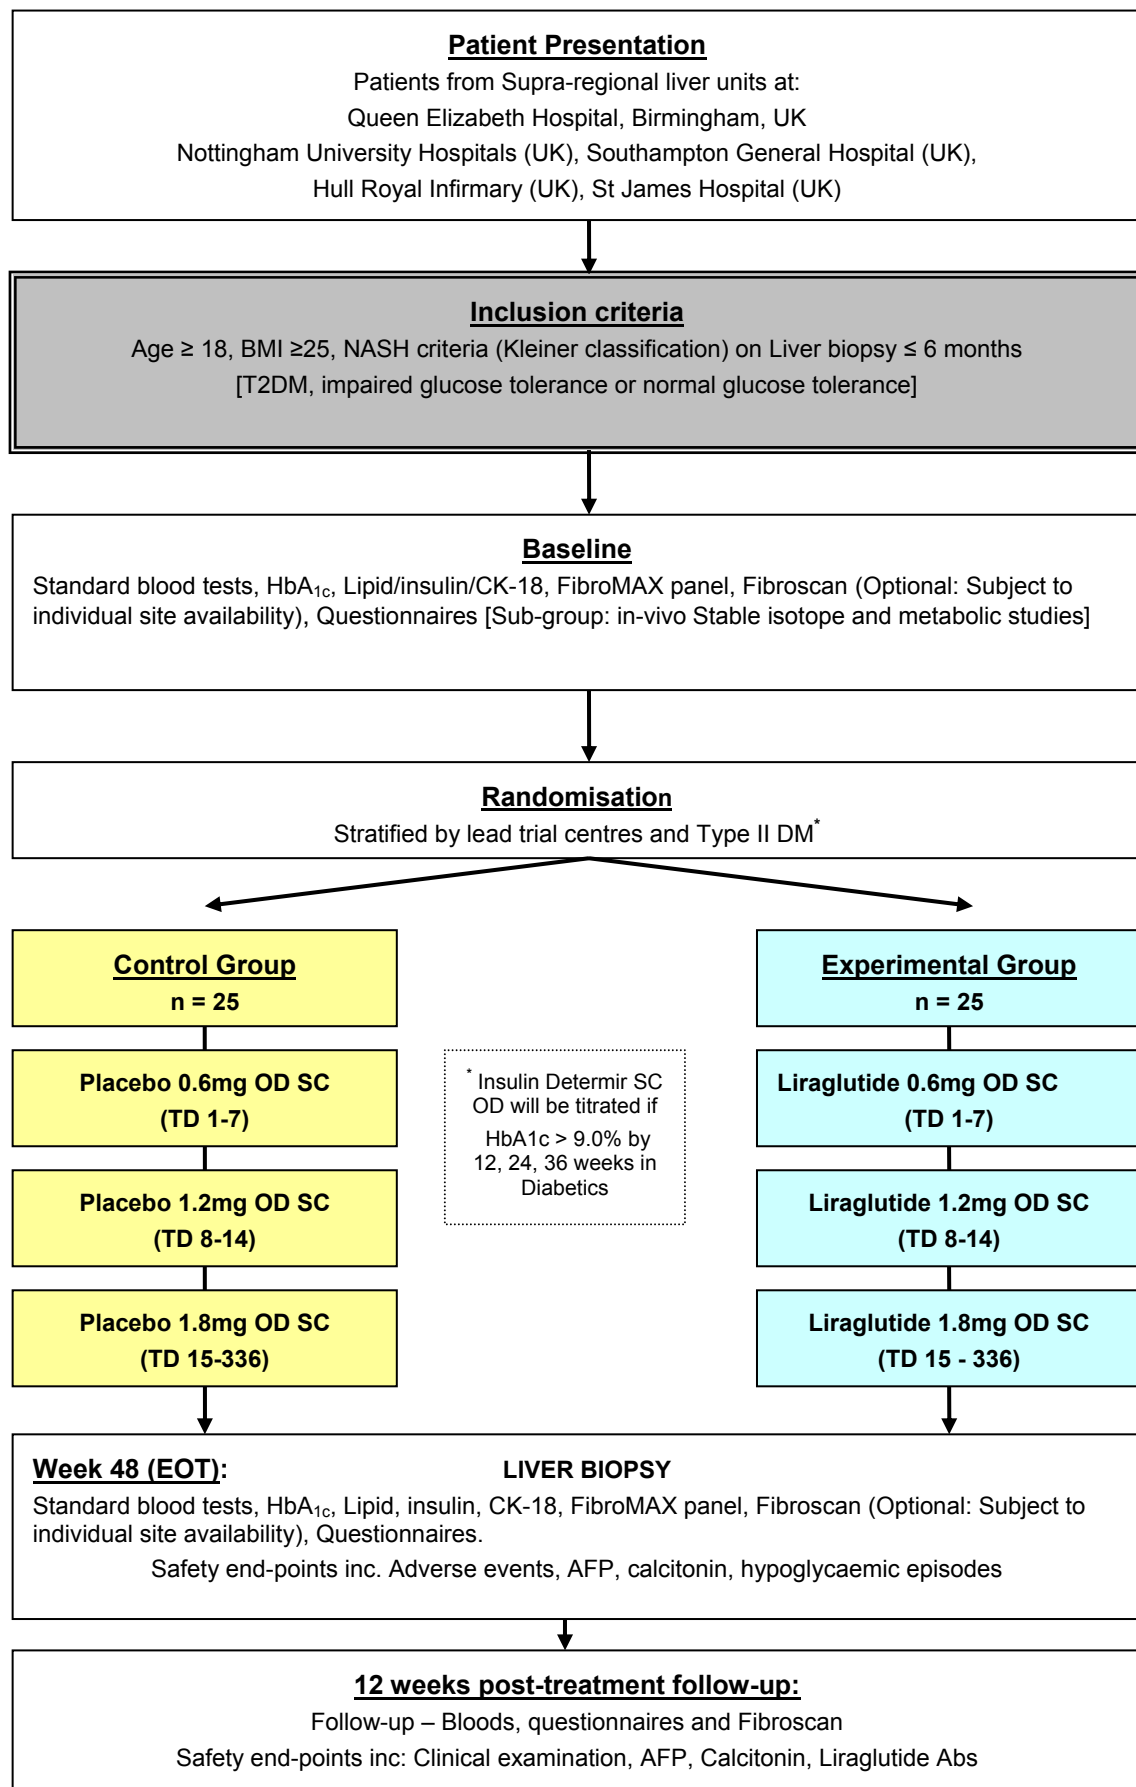 Patient Presentation
Patients from Supra-regional liver units at:
Queen Elizabeth Hospital, Birmingham, UK
Nottingham University Hospitals (UK), Southampton General Hospital (UK),
Hull Royal Infirmary (UK), St James Hospital (UK)
Inclusion criteria
Age ≥ 18, BMI ≥25, NASH criteria (Kleiner classification) on Liver biopsy ≤ 6 months
[T2DM, impaired glucose tolerance or normal glucose tolerance]
Baseline
Standard blood tests, HbA1c, Lipid/insulin/CK-18, FibroMAX panel, Fibroscan (Optional: Subject to
individual site availability), Questionnaires [Sub-group: in-vivo Stable isotope and metabolic studies]
Randomisation
Stratified by lead trial centres and Type II DM*
Control Group
n = 25
Placebo 0.6mg OD SC
(TD 1-7)
Placebo 1.2mg OD SC
(TD 8-14)
Placebo 1.8mg OD SC
(TD 15-336)
* Insulin Determir SC
OD will be titrated if
HbA1c > 9.0% by
12, 24, 36 weeks in
Diabetics
Experimental Group
n = 25
Liraglutide 0.6mg OD SC
(TD 1-7)
Liraglutide 1.2mg OD SC
(TD 8-14)
Liraglutide 1.8mg OD SC
(TD 15 - 336)
Week 48 (EOT): LIVER BIOPSY
Standard blood tests, HbA1c, Lipid, insulin, CK-18, FibroMAX panel, Fibroscan (Optional: Subject to
individual site availability), Questionnaires.
Safety end-points inc. Adverse events, AFP, calcitonin, hypoglycaemic episodes
12 weeks post-treatment follow-up:
Follow-up – Bloods, questionnaires and Fibroscan
Safety end-points inc: Clinical examination, AFP, Calcitonin, Liraglutide Abs